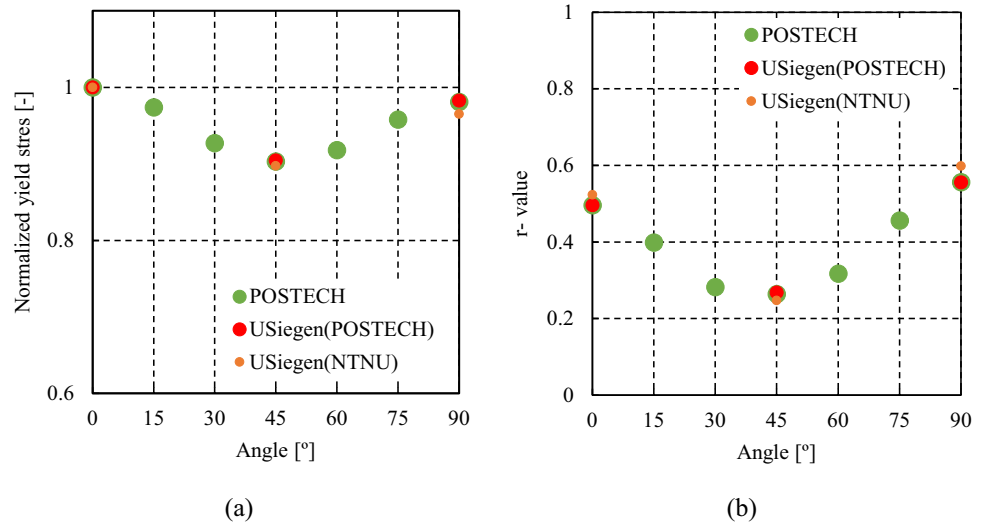 Normalized yield stres [-]
1
0.8
0.6
POSTECH
USiegen(POSTECH)
USiegen(NTNU)
0 15 30 45 60 75 90
Angle [º]
(a)
r- value
1
0.8
0.6
0.4
0.2
0
POSTECH
USiegen(POSTECH)
USiegen(NTNU)
0 15 30 45 60 75 90
Angle [º]
(b)